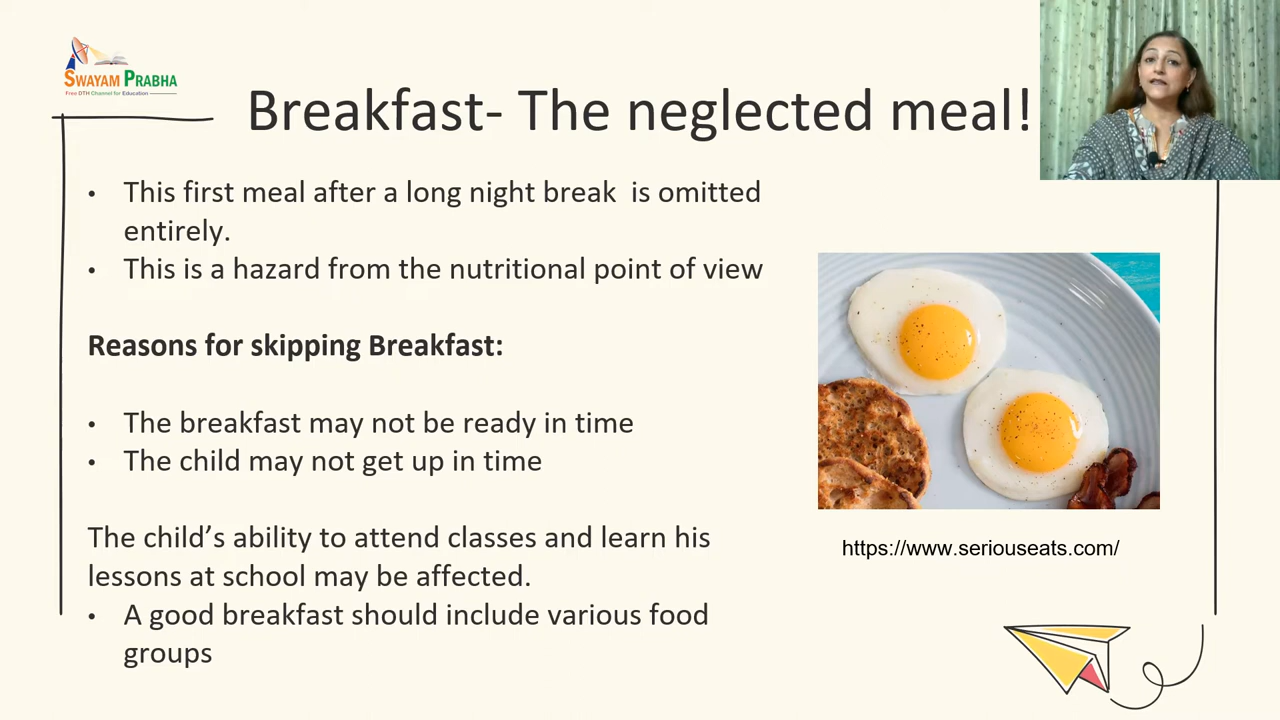 SWAYAM PRABHA
Free DTH Channel for Education
Breakfast- The neglected meal!
• This first meal after a long night break is omitted
entirely.
• This is a hazard from the nutritional point of view
Reasons for skipping Breakfast:
• The breakfast may not be ready in time
• The child may not get up in time
The child’s ability to attend classes and learn his
lessons at school may be affected.
• A good breakfast should include various food
groups
https://www.seriouseats.com/